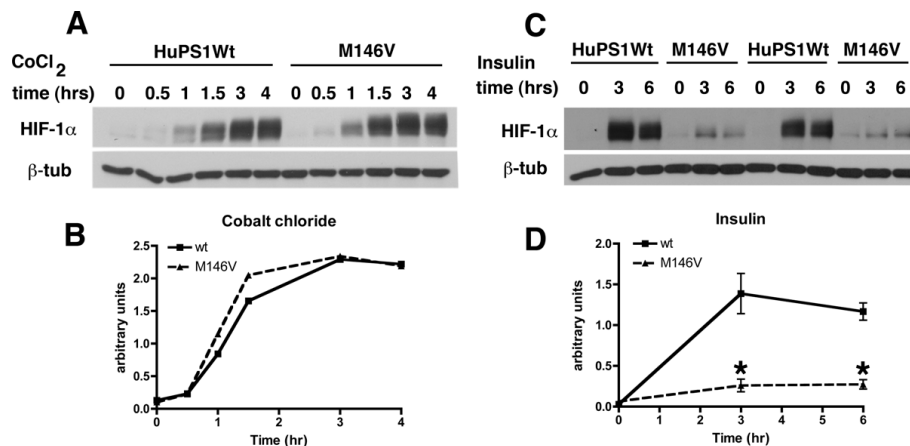 A
HuPS1Wt M146V
CoCl2
time (hrs) 0 0.5 1 1.5 3 4 0 0.5 1 1.5 3 4
HIF-1α
β-tub
B
Cobalt chloride
wt
M146V
arbitrary units
2.5
2.0
1.5
1.0
0.5
0.0
0 1 2 3 4
Time (hr)
C
HuPS1Wt M146V HuPS1Wt M146V
Insulin
time (hrs) 0 3 6 0 3 6 0 3 6 0 3 6
HIF-1α
β-tub
D
Insulin
wt
M146V
arbitrary units
2.0
1.5
1.0
0.5
0.0
* *
0 1 2 3 4 5 6
Time (hr)